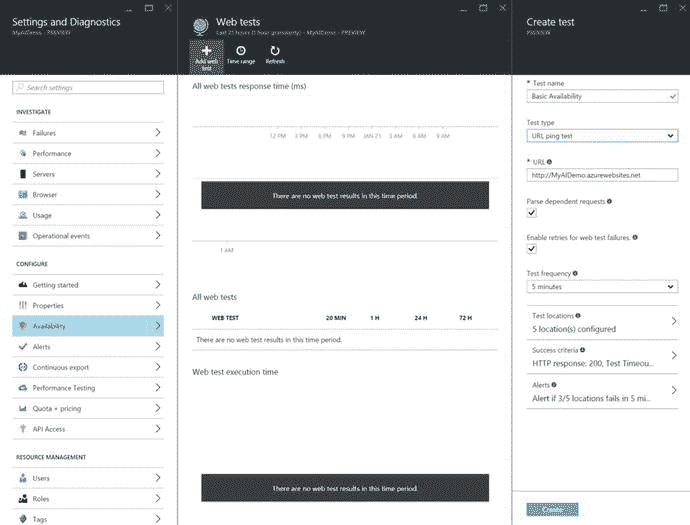 Settings and Diagnostics
MyAIDemo - PREVIEW
Search settings
INVESTIGATE
Failures
Performance
Servers
Browser
Usage
Operational events
CONFIGURE
Getting started
Properties
Availability
Alerts
Continuous export
Performance Testing
Quota + pricing
API Access
RESOURCE MANAGEMENT
Users
Roles
Tags
Web tests
Last 21 hours (1 hour granularity) - MyAIDemo - PREVIEW
Add web test
Time range
Refresh
All web tests response time (ms)
12 PM 3 PM 6 PM 9 PM JAN 21 3 AM 6 AM 9 AM
There are no web test results in this time period.
1 AM
All web tests
WEB TEST 20 MIN 1 H 24 H 72 H
There are no web test results in this time period.
Web test execution time
There are no web test results in this time period.
Create test
PREVIEW
* Test name
Basic Availability
Test type
URL ping test
* URL
http://MyAIDemo.azurewebsites.net
Parse dependent requests
Enable retries for web test failures.
Test frequency
5 minutes
Test locations
5 location(s) configured
Success criteria
HTTP response: 200, Test Timeou...
Alerts
Alert if 3/5 locations fails in 5 mi...
Create